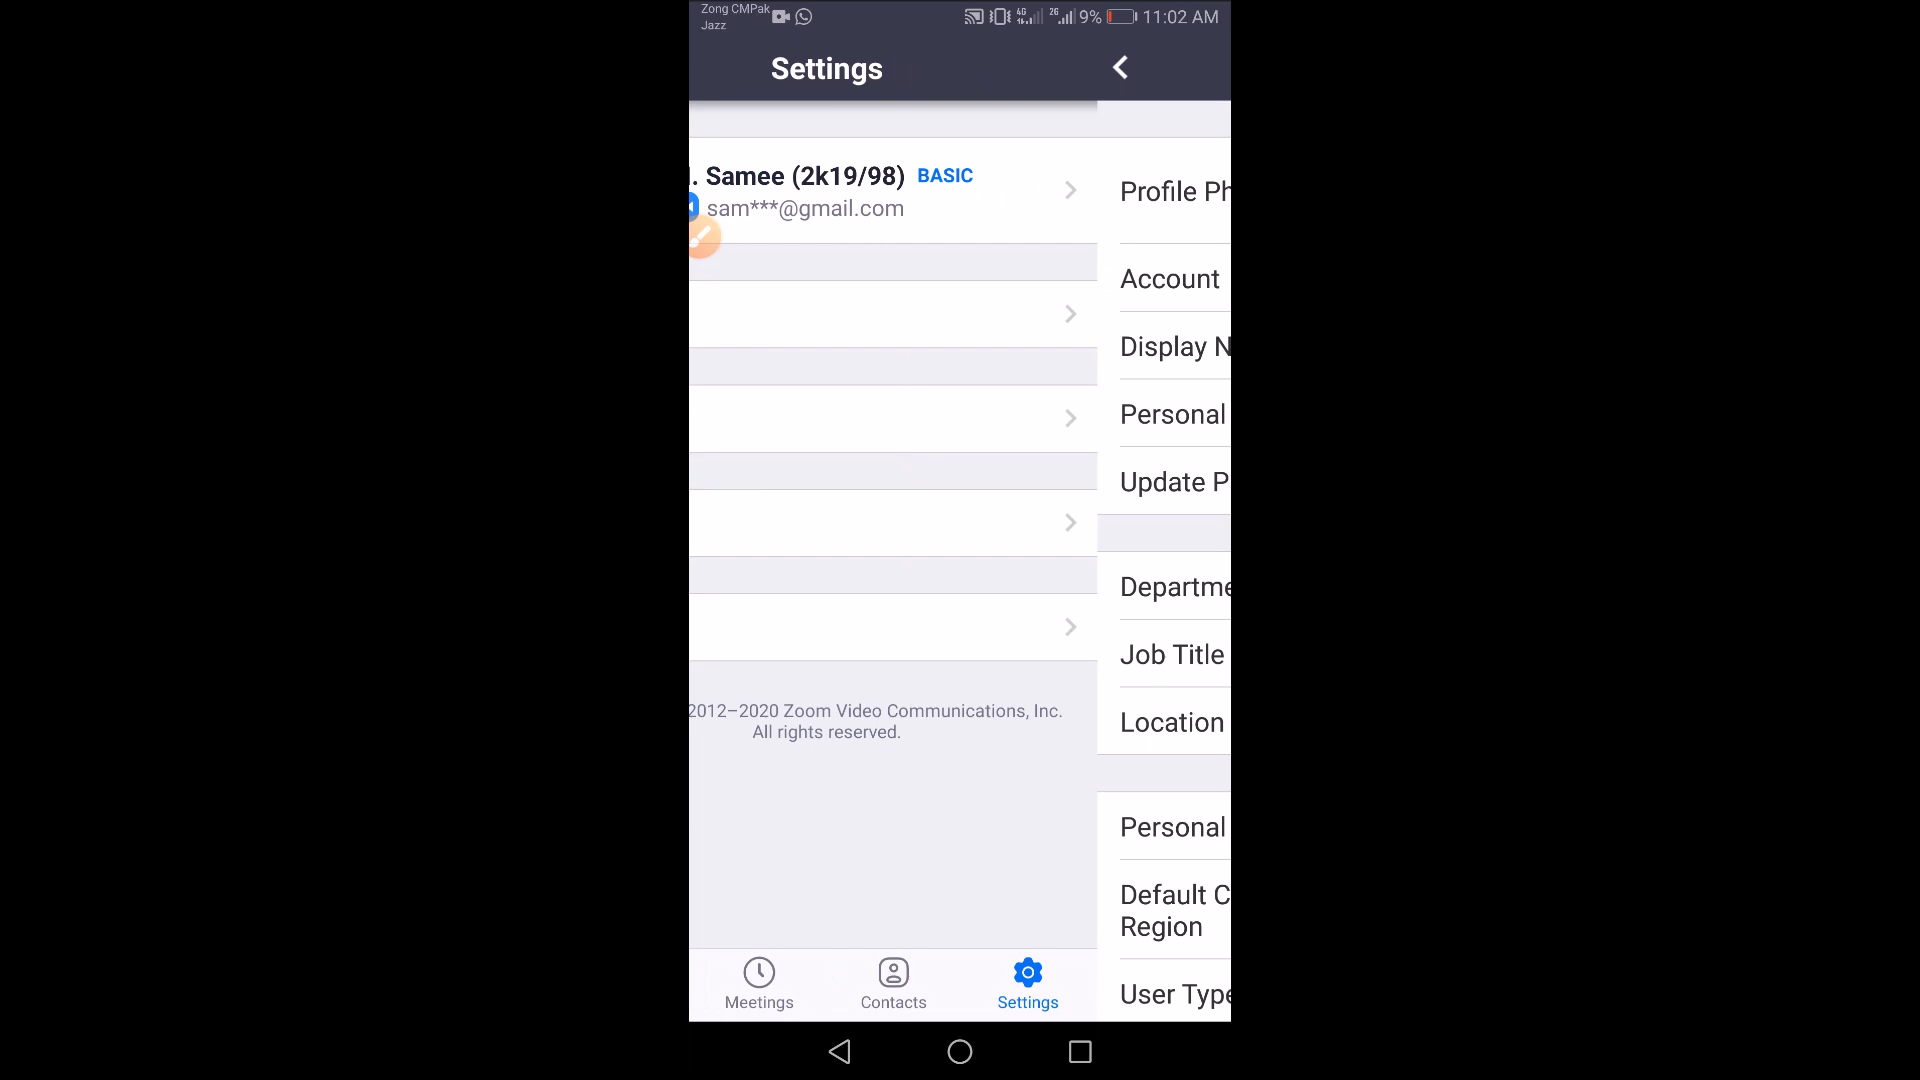 Zong CMPak
Jazz
4G
2G
9%
11:02 AM
Settings
. Samee (2k19/98) BASIC
sam***@gmail.com
2012–2020 Zoom Video Communications, Inc.
All rights reserved.
Meetings
Contacts
Settings
Profile Ph
Account
Display N
Personal
Update P
Departme
Job Title
Location
Personal
Default C
Region
User Type